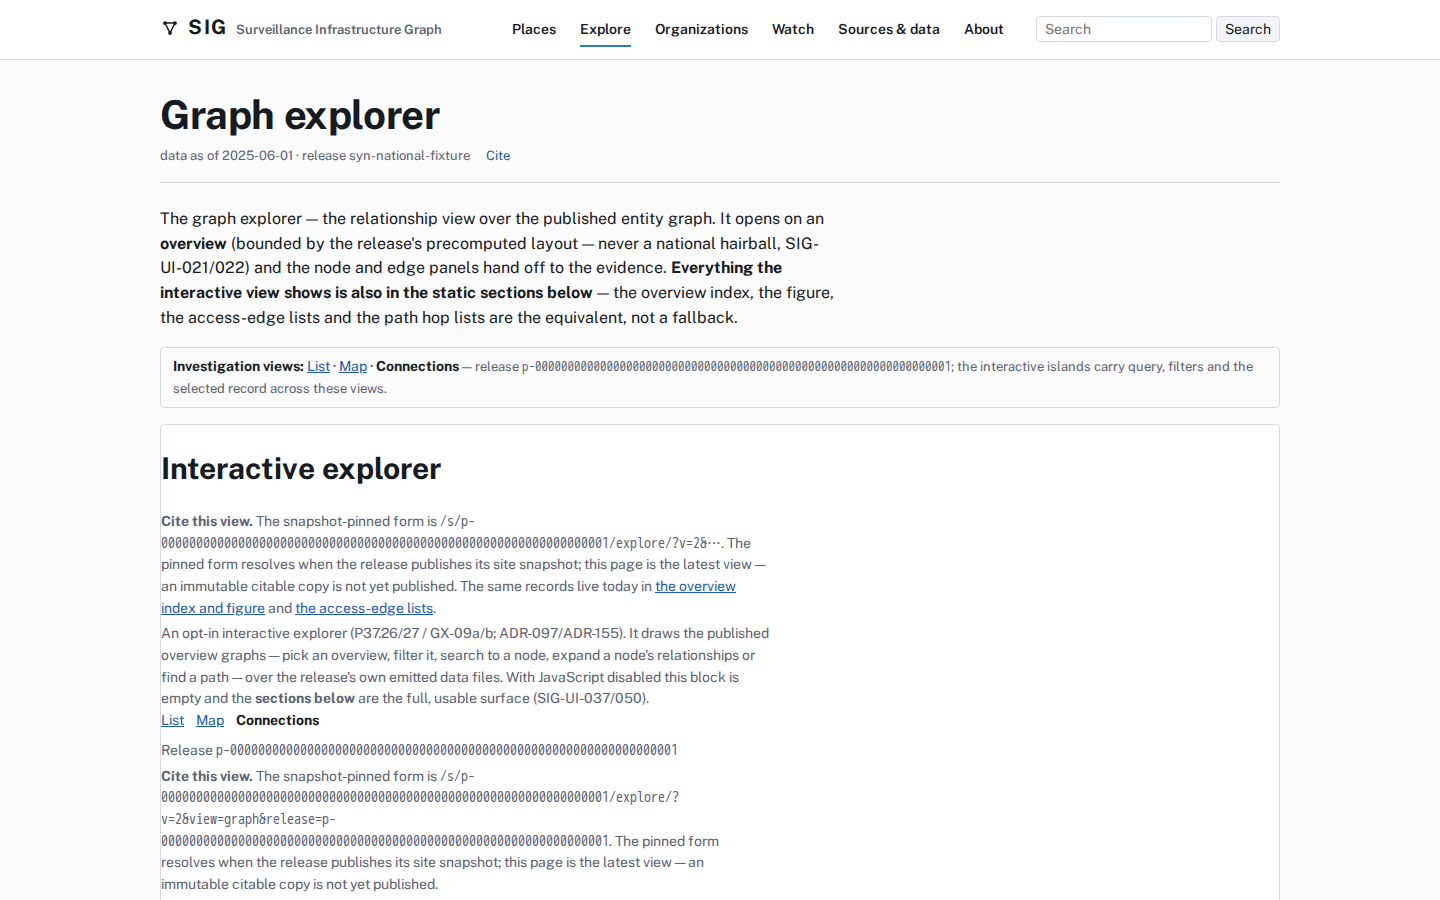 SIG Surveillance Infrastructure Graph
Places Explore Organizations Watch Sources & data About Search Search
Graph explorer
data as of 2025-06-01 · release syn-national-fixture Cite
The graph explorer — the relationship view over the published entity graph. It opens on an
overview (bounded by the release's precomputed layout — never a national hairball, SIG-
UI-021/022) and the node and edge panels hand off to the evidence. Everything the
interactive view shows is also in the static sections below — the overview index, the figure,
the access-edge lists and the path hop lists are the equivalent, not a fallback.
Investigation views: List · Map · Connections — release p-0000000000000000000000000000000000000000000000000000000000000001; the interactive islands carry query, filters and the
selected record across these views.
Interactive explorer
Cite this view. The snapshot-pinned form is /s/p-
0000000000000000000000000000000000000000000000000000000000000001/explore/?v=2&…. The
pinned form resolves when the release publishes its site snapshot; this page is the latest view —
an immutable citable copy is not yet published. The same records live today in the overview
index and figure and the access-edge lists.
An opt-in interactive explorer (P37.26/27 / GX-09a/b; ADR-097/ADR-155). It draws the published
overview graphs — pick an overview, filter it, search to a node, expand a node's relationships or
find a path — over the release's own emitted data files. With JavaScript disabled this block is
empty and the sections below are the full, usable surface (SIG-UI-037/050).
List Map Connections
Release p-0000000000000000000000000000000000000000000000000000000000000001
Cite this view. The snapshot-pinned form is /s/p-
0000000000000000000000000000000000000000000000000000000000000001/explore/?
v=2&view=graph&release=p-
0000000000000000000000000000000000000000000000000000000000000001. The pinned form
resolves when the release publishes its site snapshot; this page is the latest view — an
immutable citable copy is not yet published.